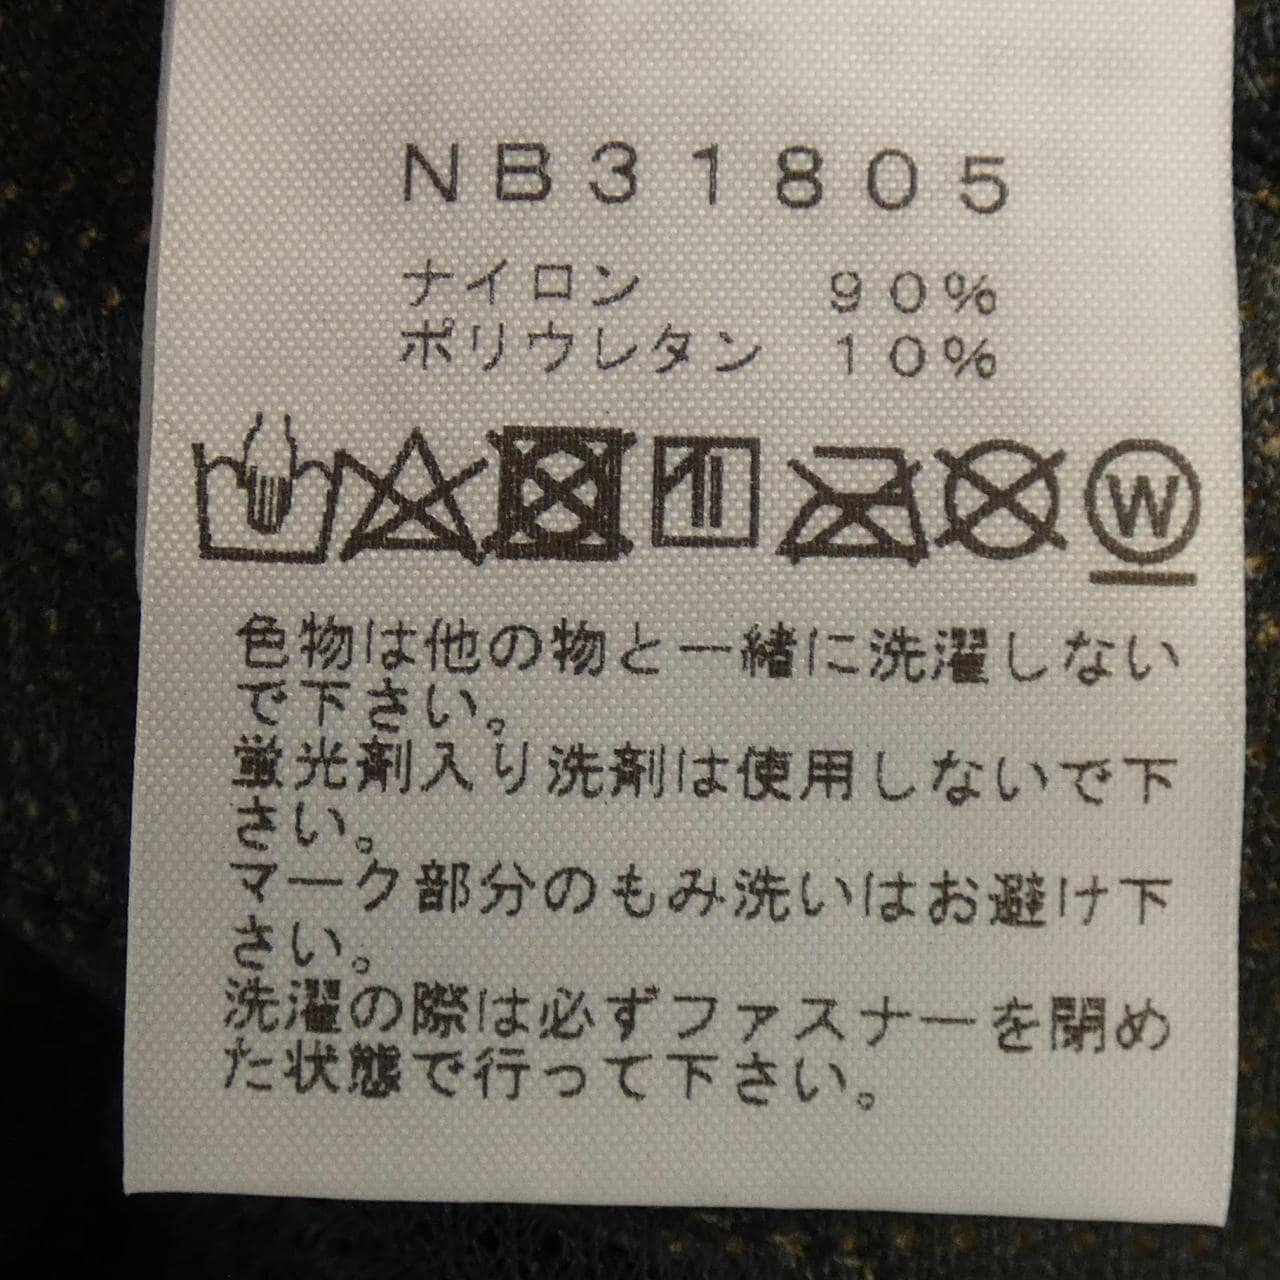 NB31805
ナイロン 90%
ポリウレタン 10%
W
色物は他の物と一緒に洗濯しない
で下さい。
蛍光剤入り洗剤は使用しないで下
さい。
マーク部分のもみ洗いはお避け下
さい。
洗濯の際は必ずファスナーを閉め
た状態で行って下さい。